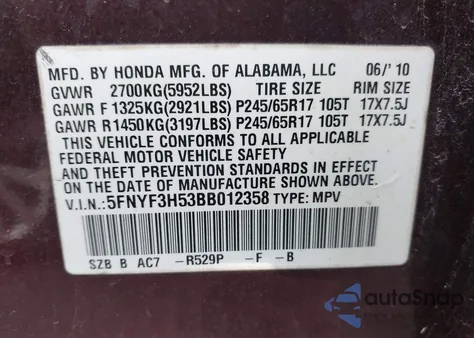 MFD. BY HONDA MFG. OF ALABAMA, LLC 06/'10
GVWR 2700KG(5952LBS) TIRE SIZE RIM SIZE
GAWR F 1325KG(2921LBS) P245/65R17 105T 17X7.5J
GAWR R1450KG(3197LBS) P245/65R17 105T 17X7.5J
THIS VEHICLE CONFORMS TO ALL APPLICABLE
FEDERAL MOTOR VEHICLE SAFETY
AND THEFT PREVENTION STANDARDS IN EFFECT
ON THE DATE OF MANUFACTURE SHOWN ABOVE.
V.I.N.: 5FNYF3H53BB012358 TYPE: MPV
SZB B AC7 -R529P -F -B
autoSnap